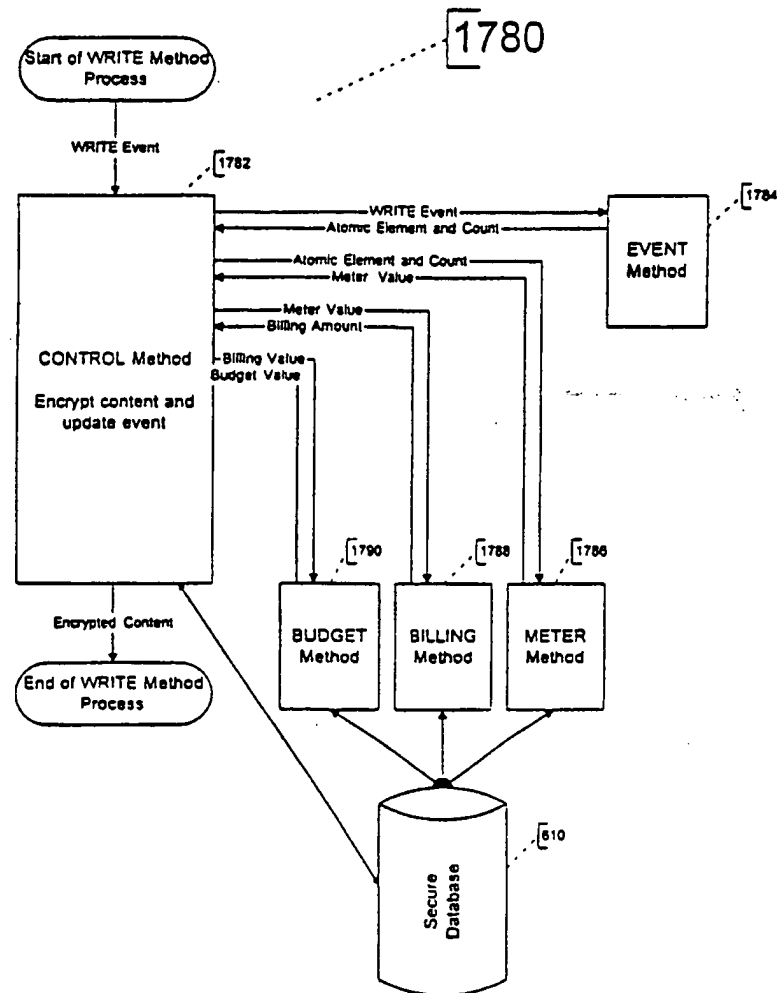 1780
Start of WRITE Method
Process
WRITE Event
1782
1784
WRITE Event
Atomic Element and Count
EVENT
Method
Atomic Element and Count
Meter Value
Meter Value
Billing Amount
CONTROL Method
Encrypt content and
update event
Billing Value
Budget Value
1790
1788
1786
Encrypted Content
BUDGET
Method
BILLING
Method
METER
Method
End of WRITE Method
Process
610
Secure
Database